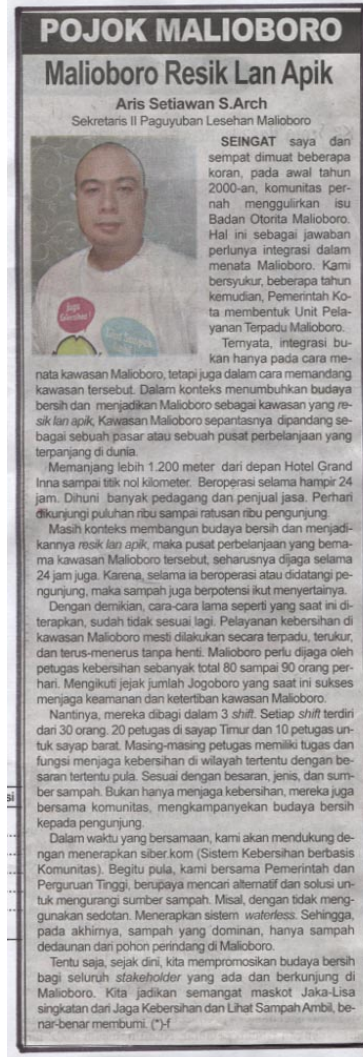 POJOK MALIOBORO
Malioboro Resik Lan Apik
Aris Setiawan S.Arch
Sekretaris II Paguyuban Lesehan Malioboro
SEINGAT saya dan
sempat dimuat beberapa
koran, pada awal tahun
2000-an, komunitas per-
nah menggulirkan isu
Badan Otorita Malioboro.
Hal ini sebagai jawaban
perlunya integrasi dalam
menata Malioboro. Kami
bersyukur, beberapa tahun
kemudian, Pemerintah Ko-
ta membentuk Unit Pela-
yanan Terpadu Malioboro.
Ternyata, integrasi bu-
kan hanya pada cara me-
nata kawasan Malioboro, tetapi juga dalam cara memandang
kawasan tersebut. Dalam konteks menumbuhkan budaya
bersih dan menjadikan Malioboro sebagai kawasan yang re-
sik lan apik, Kawasan Malioboro sepantasnya dipandang se-
bagai sebuah pasar atau sebuah pusat perbelanjaan yang
terpanjang di dunia.
Memanjang lebih 1.200 meter dari depan Hotel Grand
Inna sampai titik nol kilometer. Beroperasi selama hampir 24
jam. Dihuni banyak pedagang dan penjual jasa. Perhari
dikunjungi puluhan ribu sampai ratusan ribu pengunjung.
Masih konteks membangun budaya bersih dan menjadi-
kannya resik lan apik, maka pusat perbelanjaan yang berna-
ma kawasan Malioboro tersebut, seharusnya dijaga selama
24 jam juga. Karena, selama ia beroperasi atau didatangi pe-
ngunjung, maka sampah juga berpotensi ikut menyertainya.
Dengan demikian, cara-cara lama seperti yang saat ini di-
terapkan, sudah tidak sesuai lagi. Pelayanan kebersihan di
kawasan Malioboro mesti dilakukan secara terpadu, terukur,
dan terus-menerus tanpa henti. Malioboro perlu dijaga oleh
petugas kebersihan sebanyak total 80 sampai 90 orang per-
hari. Mengikuti jejak jumlah Jogoboro yang saat ini sukses
menjaga keamanan dan ketertiban kawasan Malioboro.
Nantinya, mereka dibagi dalam 3 shift. Setiap shift terdiri
dari 30 orang. 20 petugas di sayap Timur dan 10 petugas un-
tuk sayap barat. Masing-masing petugas memiliki tugas dan
fungsi menjaga kebersihan di wilayah tertentu dengan be-
saran tertentu pula. Sesuai dengan besaran, jenis, dan sum-
ber sampah. Bukan hanya menjaga kebersihan, mereka juga
bersama komunitas, mengkampanyekan budaya bersih
kepada pengunjung.
Dalam waktu yang bersamaan, kami akan mendukung de-
ngan menerapkan siber.kom (Sistem Kebersihan berbasis
Komunitas). Begitu pula, kami bersama Pemerintah dan
Perguruan Tinggi, berupaya mencari alternatif dan solusi un-
tuk mengurangi sumber sampah. Misal, dengan tidak meng-
gunakan sedotan. Menerapkan sistem waterless. Sehingga,
pada akhirnya, sampah yang dominan, hanya sampah
dedaunan dari pohon perindang di Malioboro.
Tentu saja, sejak dini, kita mempromosikan budaya bersih
bagi seluruh stakeholder yang ada dan berkunjung di
Malioboro. Kita jadikan semangat maskot Jaka-Lisa
singkatan dari Jaga Kebersihan dan Lihat Sampah Ambil, be-
nar-benar membumi. (*)-f
si